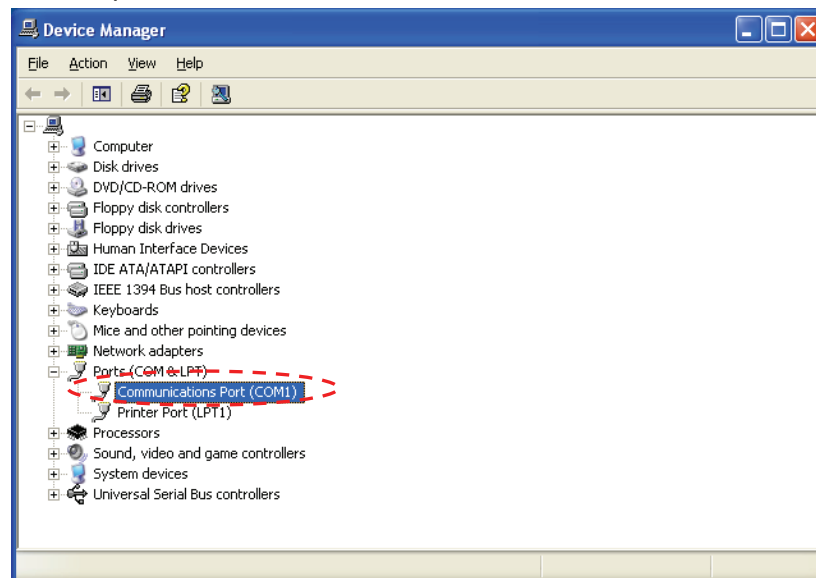 Device Manager
File Action View Help
Computer
Disk drives
DVD/CD-ROM drives
Floppy disk controllers
Floppy disk drives
Human Interface Devices
IDE ATA/ATAPI controllers
IEEE 1394 Bus host controllers
Keyboards
Mice and other pointing devices
Network adapters
Ports (COM & LPT)
Communications Port (COM1)
Printer Port (LPT1)
Processors
Sound, video and game controllers
System devices
Universal Serial Bus controllers